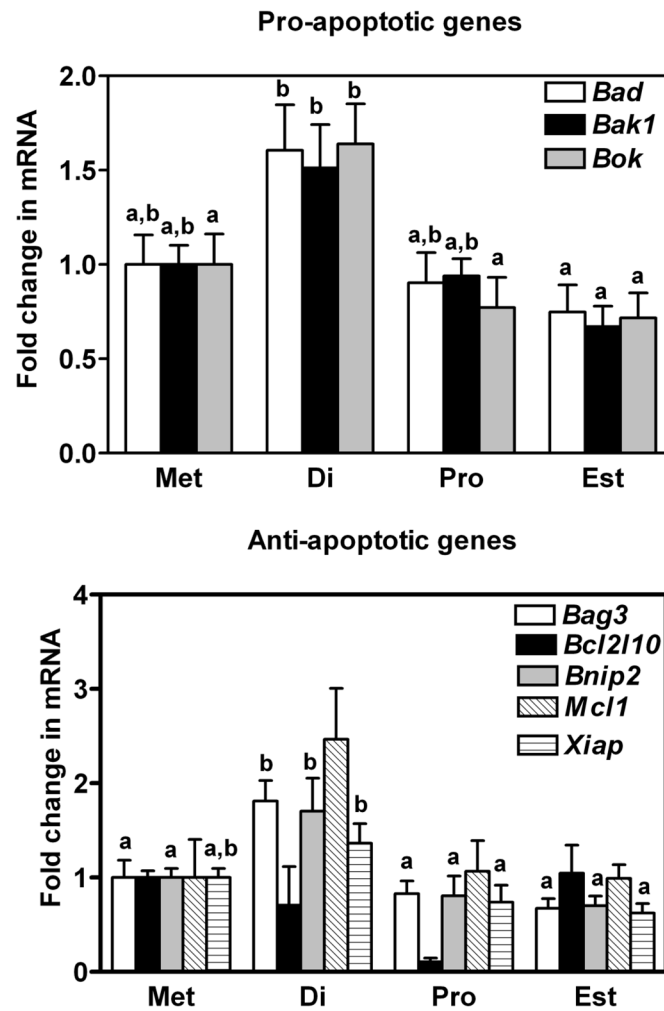 Pro-apoptotic genes
Fold change in mRNA
2.0
1.5
1.0
0.5
0.0
Bad
Bak1
Bok
a,b a,b a
b b b
a,b a,b a
a a a
Met Di Pro Est
Anti-apoptotic genes
Fold change in mRNA
4
3
2
1
0
Bag3
Bcl2l10
Bnip2
Mcl1
Xiap
a a a,b
b b b
a a a
a a a
Met Di Pro Est